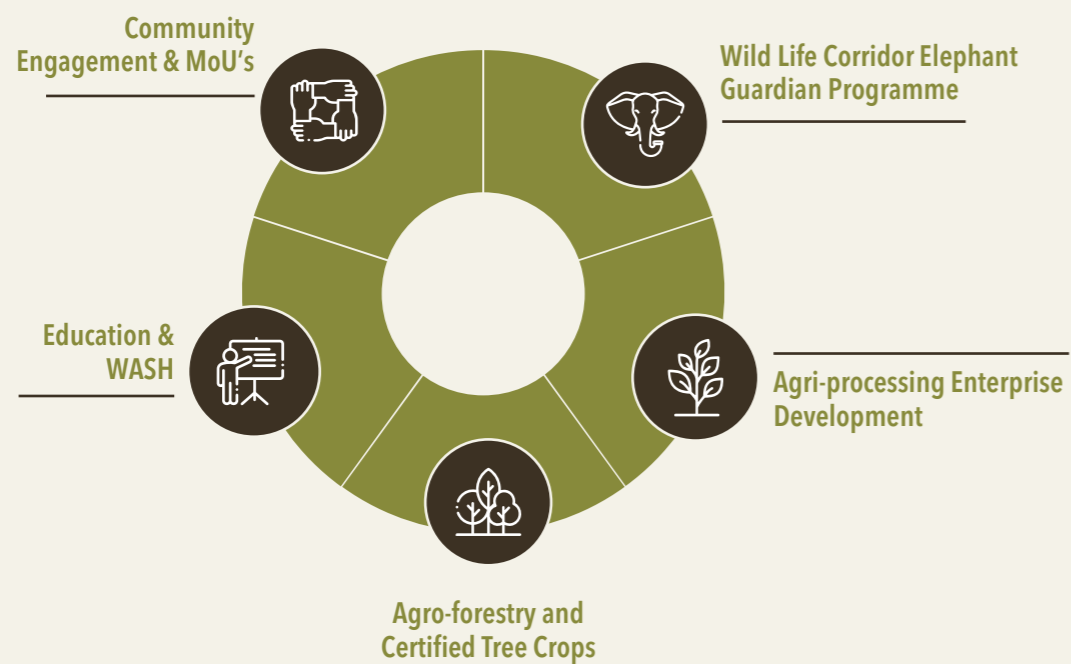 Community
Engagement & MoU's
Wild Life Corridor Elephant
Guardian Programme
Education &
WASH
Agri-processing Enterprise
Development
Agro-forestry and
Certified Tree Crops